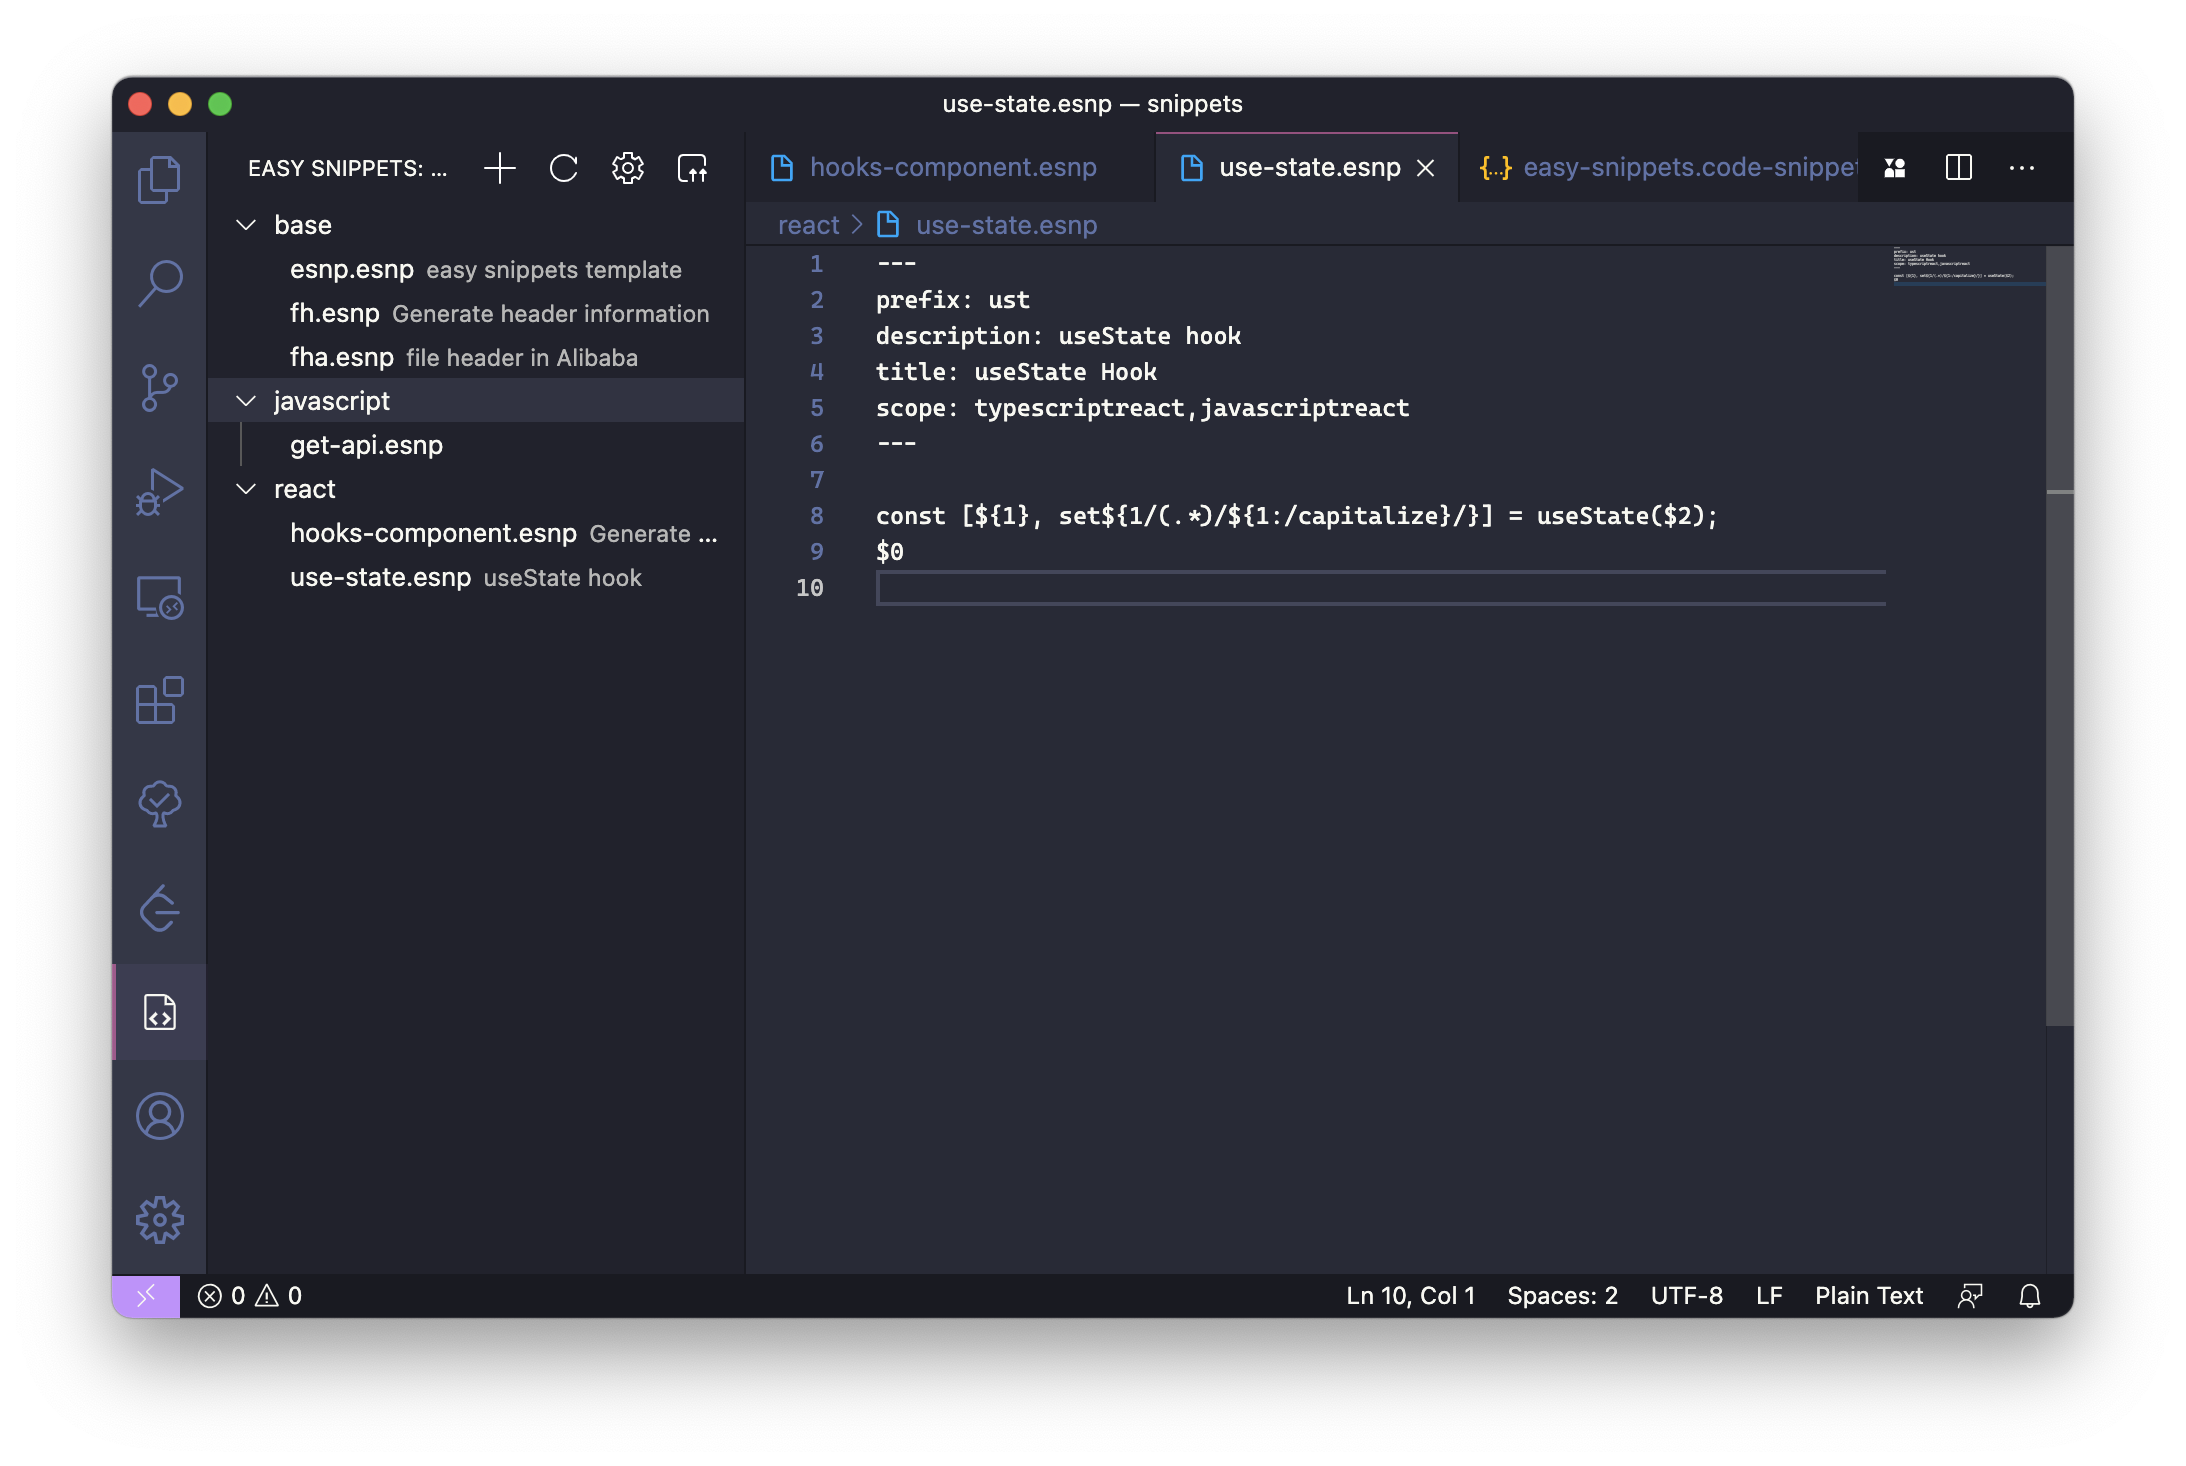 use-state.esnp — snippets
EASY SNIPPETS: ...
base
esnp.esnp easy snippets template
fh.esnp Generate header information
fha.esnp file header in Alibaba
javascript
get-api.esnp
react
hooks-component.esnp Generate ...
use-state.esnp useState hook
hooks-component.esnp
use-state.esnp
{..} easy-snippets.code-snippet
react > use-state.esnp
1 ---
2 prefix: ust
3 description: useState hook
4 title: useState Hook
5 scope: typescriptreact,javascriptreact
6 ---
7
8 const [${1}, set${1/(.*)/${1:/capitalize}/}] = useState($2);
9 $0
10
0 0
Ln 10, Col 1 Spaces: 2 UTF-8 LF Plain Text